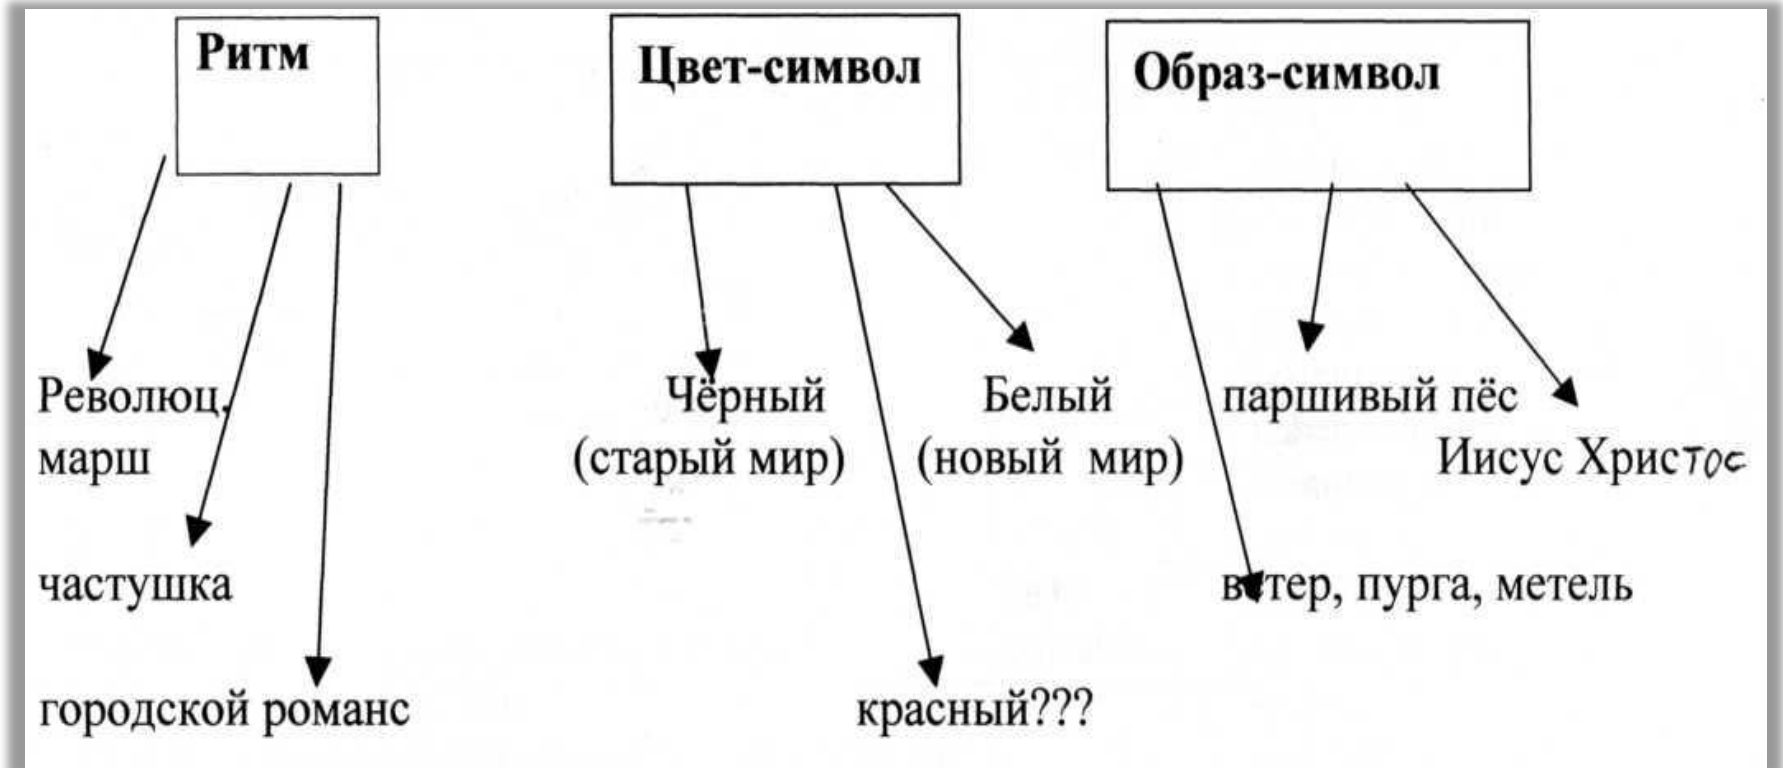 Ритм
Цвет-символ
Образ-символ
Революц.
марш
Чёрный
(старый мир)
Белый
(новый мир)
паршивый пёс
Иисус Христос
частушка
ветер, пурга, метель
городской романс
красный???